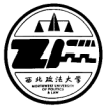 西北政法大学
NORTHWEST UNIVERSITY
OF POLITICS
& LAW